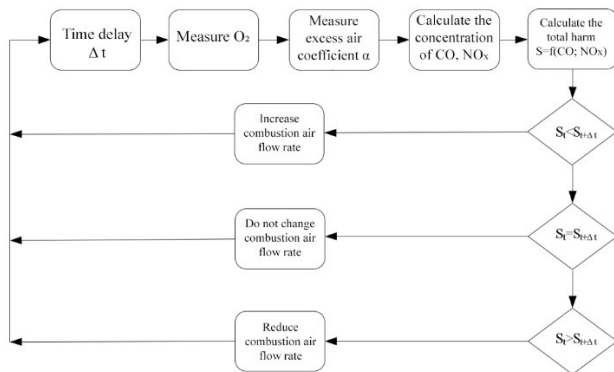 Time delay
Δ t
Measure O₂
Measure
excess air
coefficient α
Calculate the
concentration
of CO, NOx
Calculate the
total harm
S=f(CO; NOx)
Increase
combustion air
flow rate
Sₜ<Sₜ₊Δₜ
Do not change
combustion air
flow rate
Sₜ=Sₜ₊Δₜ
Reduce
combustion air
flow rate
Sₜ>Sₜ₊Δₜ